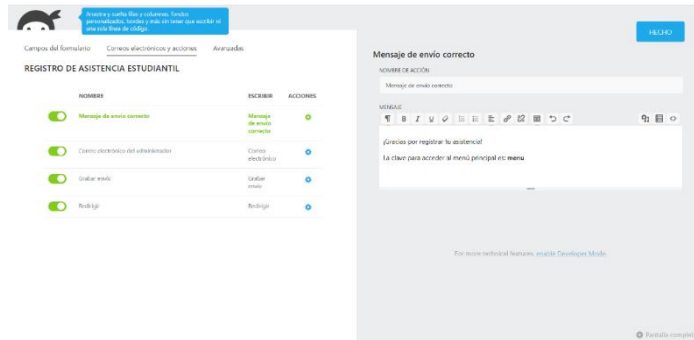 Arrastra y suelta filas y columnas, fondos
personalizados, bordes y más sin tener que escribir ni
una sola línea de código.
HECHO
Campos del formulario Correos electrónicos y acciones Avanzadas
REGISTRO DE ASISTENCIA ESTUDIANTIL
NOMBRE ESCRIBIR ACCIONES
Mensaje de envío correcto Mensaje
de envío
correcto
Correo electrónico del administrador Correo
electrónico
Grabar envío Grabar
envío
Redirigir Redirigir
Mensaje de envío correcto
NOMBRE DE ACCIÓN
Mensaje de envío correcto
MENSAJE
¡Gracias por registrar tu asistencia!
La clave para acceder al menú principal es: menu
For more technical features, enable Developer Mode.
Pantalla complet